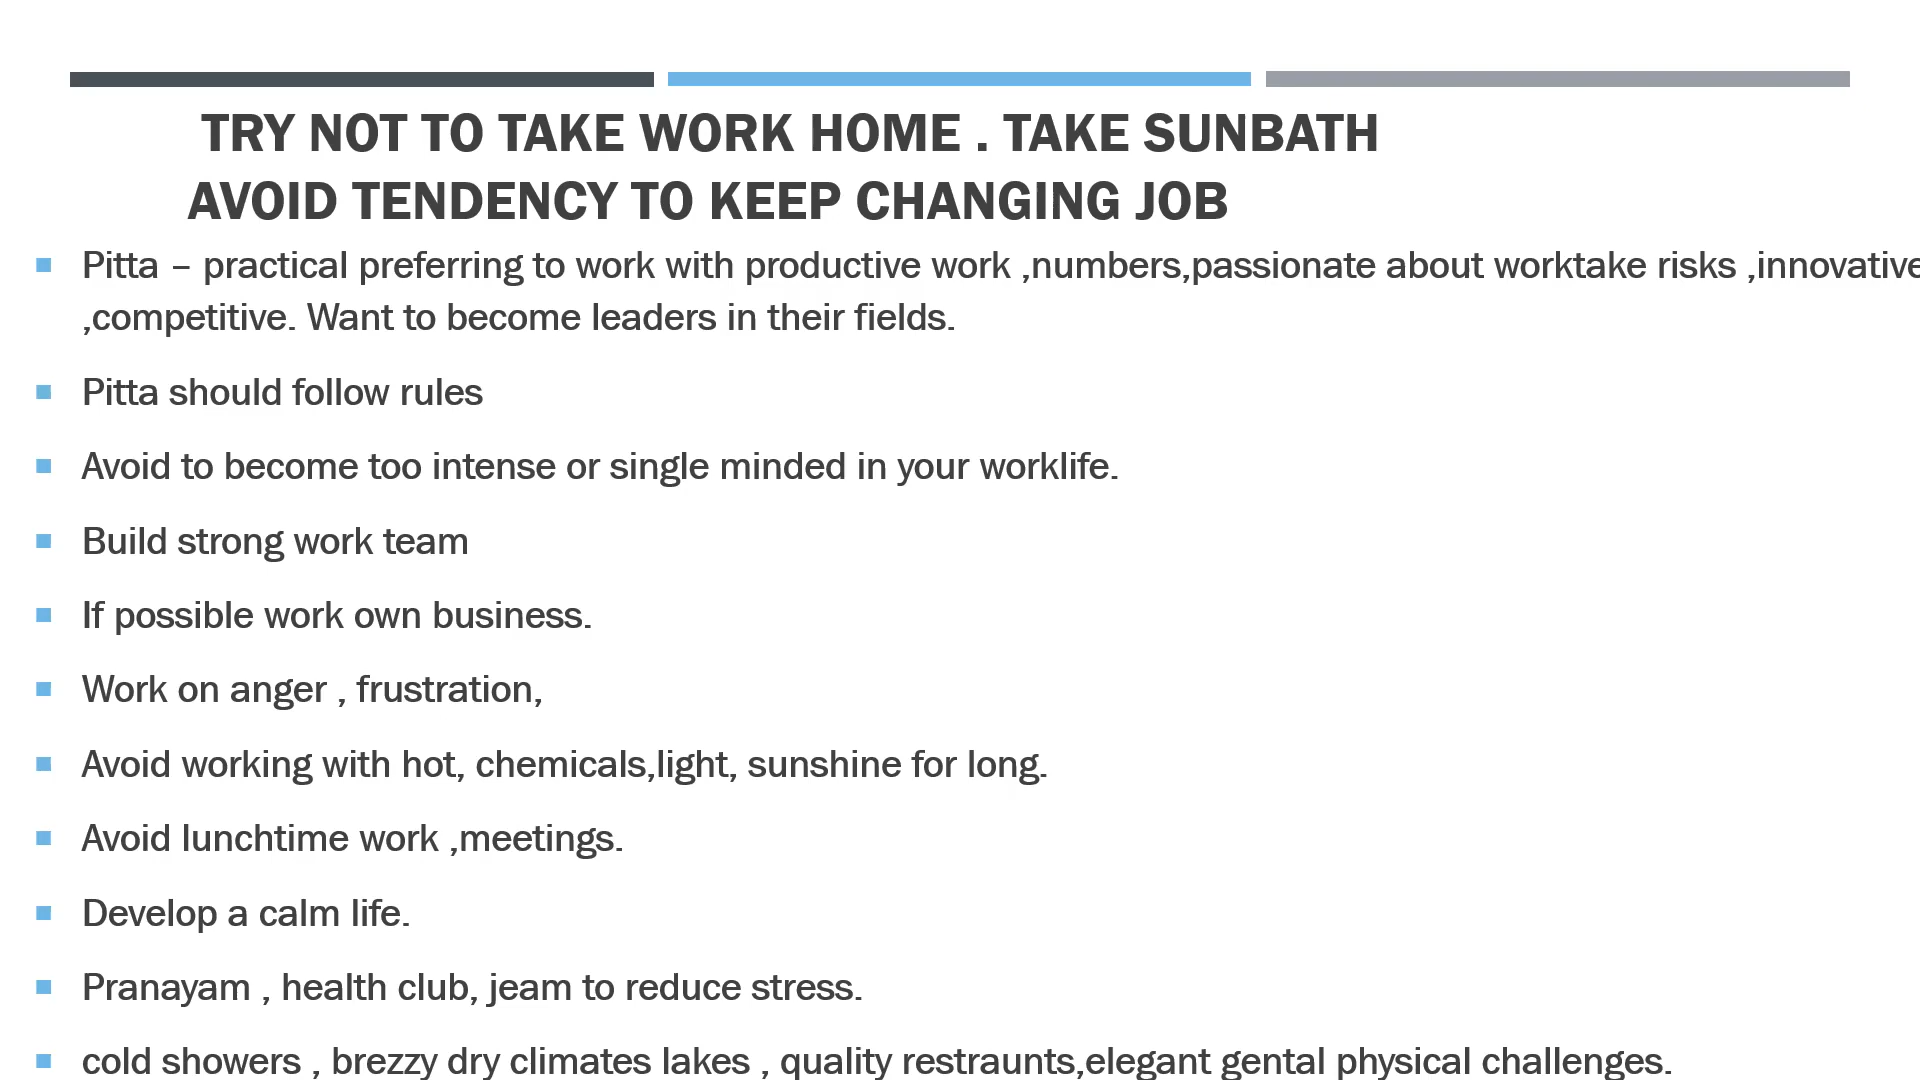 TRY NOT TO TAKE WORK HOME . TAKE SUNBATH
AVOID TENDENCY TO KEEP CHANGING JOB
Pitta – practical preferring to work with productive work ,numbers,passionate about worktake risks ,innovative
,competitive. Want to become leaders in their fields.
Pitta should follow rules
Avoid to become too intense or single minded in your worklife.
Build strong work team
If possible work own business.
Work on anger , frustration,
Avoid working with hot, chemicals,light, sunshine for long.
Avoid lunchtime work ,meetings.
Develop a calm life.
Pranayam , health club, jeam to reduce stress.
cold showers , brezzy dry climates lakes , quality restraunts,elegant gental physical challenges.